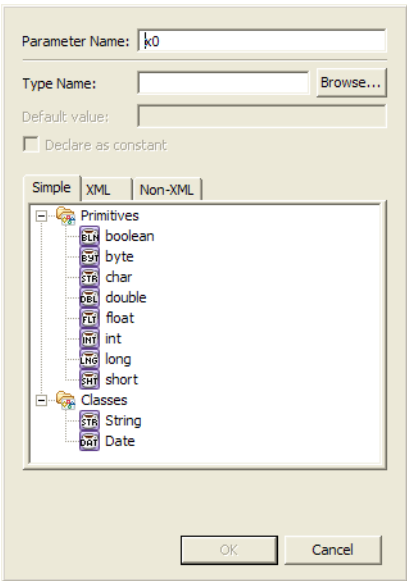 Parameter Name: x0
Type Name: Browse...
Default value:
Declare as constant
Simple XML Non-XML
Primitives
BLN boolean
BYT byte
STR char
DBL double
FLT float
INT int
LNG long
SHT short
Classes
STR String
DAT Date
OK Cancel